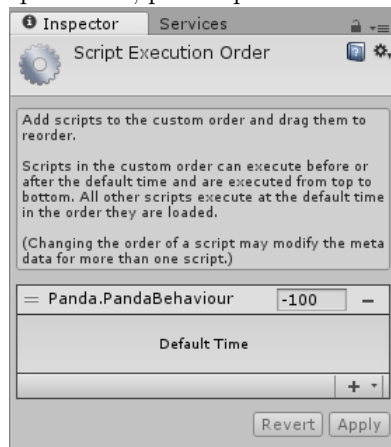 Inspector
Services
Script Execution Order
Add scripts to the custom order and drag them to
reorder.
Scripts in the custom order can execute before or
after the default time and are executed from top to
bottom. All other scripts execute at the default time
in the order they are loaded.
(Changing the order of a script may modify the meta
data for more than one script.)
= Panda.PandaBehaviour -100 −
Default Time
+
Revert Apply